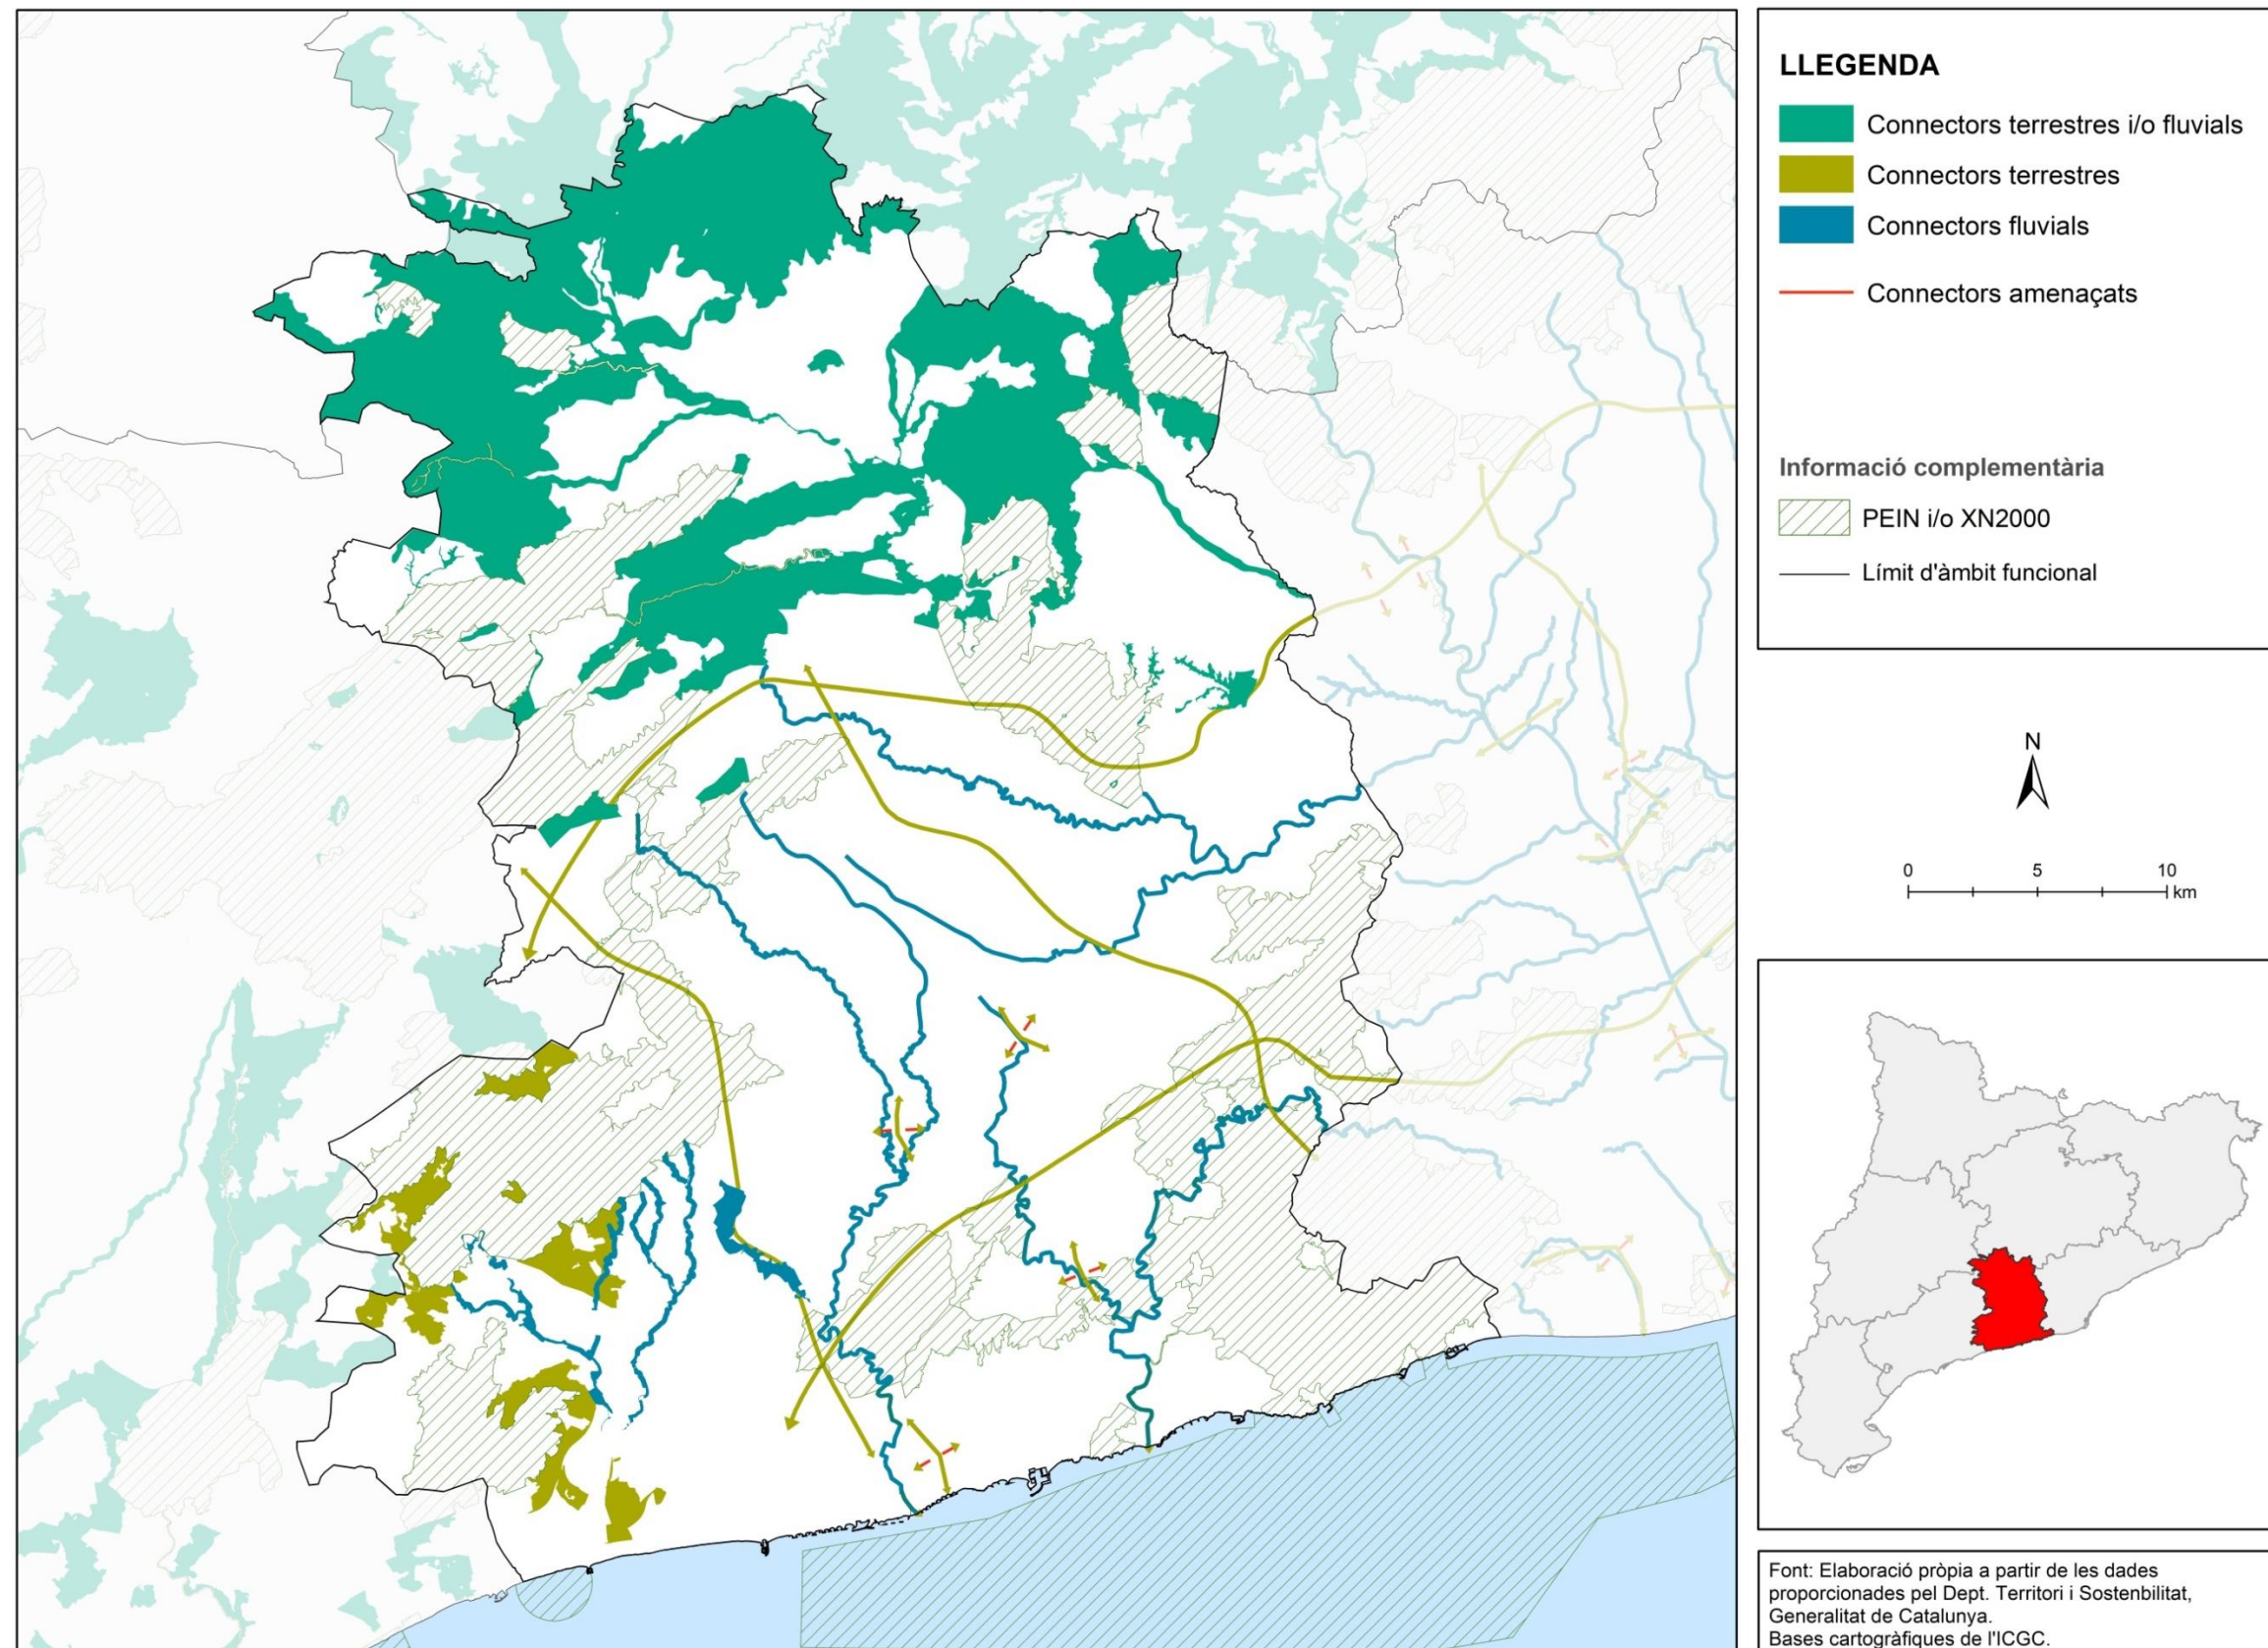 LLEGENDA
Connectors terrestres i/o fluvials
Connectors terrestres
Connectors fluvials
Connectors amenaçats
Informació complementària
PEIN i/o XN2000
Límit d'àmbit funcional
N
0 5 10
km
Font: Elaboració pròpia a partir de les dades
proporcionades pel Dept. Territori i Sostenbilitat,
Generalitat de Catalunya.
Bases cartogràfiques de l'ICGC.